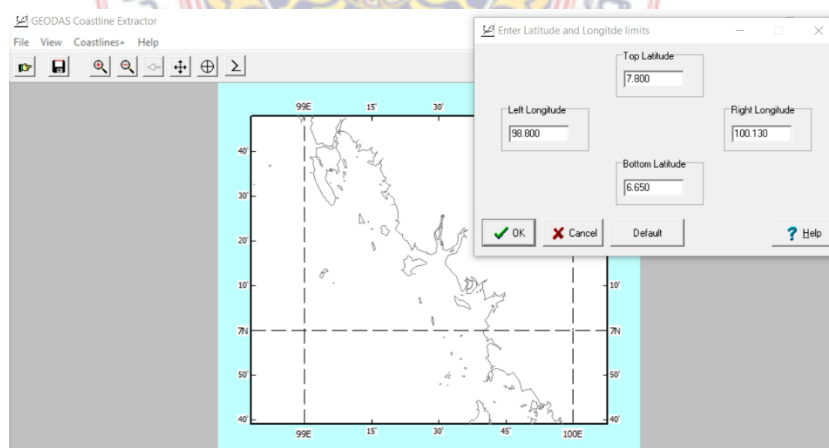 GEODAS Coastline Extractor
File View Coastlines+ Help
Enter Latitude and Longitde limits
Top Latitude
7.800
Left Longitude
98.800
Right Longitude
100.130
Bottom Latitude
6.650
OK Cancel Default ? Help
99E 15' 30'
40'
30'
20'
10' 10'
7N 7N
50' 50'
40' 40'
99E 15' 30' 45' 100E